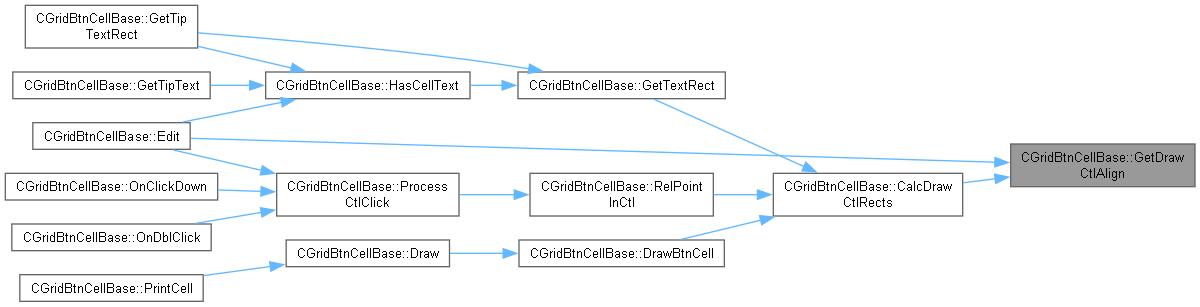 CGridBtnCellBase::GetTip
TextRect
CGridBtnCellBase::GetTipText
CGridBtnCellBase::HasCellText
CGridBtnCellBase::GetTextRect
CGridBtnCellBase::Edit
CGridBtnCellBase::GetDraw
CtlAlign
CGridBtnCellBase::OnClickDown
CGridBtnCellBase::Process
CtlClick
CGridBtnCellBase::RelPoint
InCtl
CGridBtnCellBase::CalcDraw
CtlRects
CGridBtnCellBase::OnDblClick
CGridBtnCellBase::Draw
CGridBtnCellBase::DrawBtnCell
CGridBtnCellBase::PrintCell